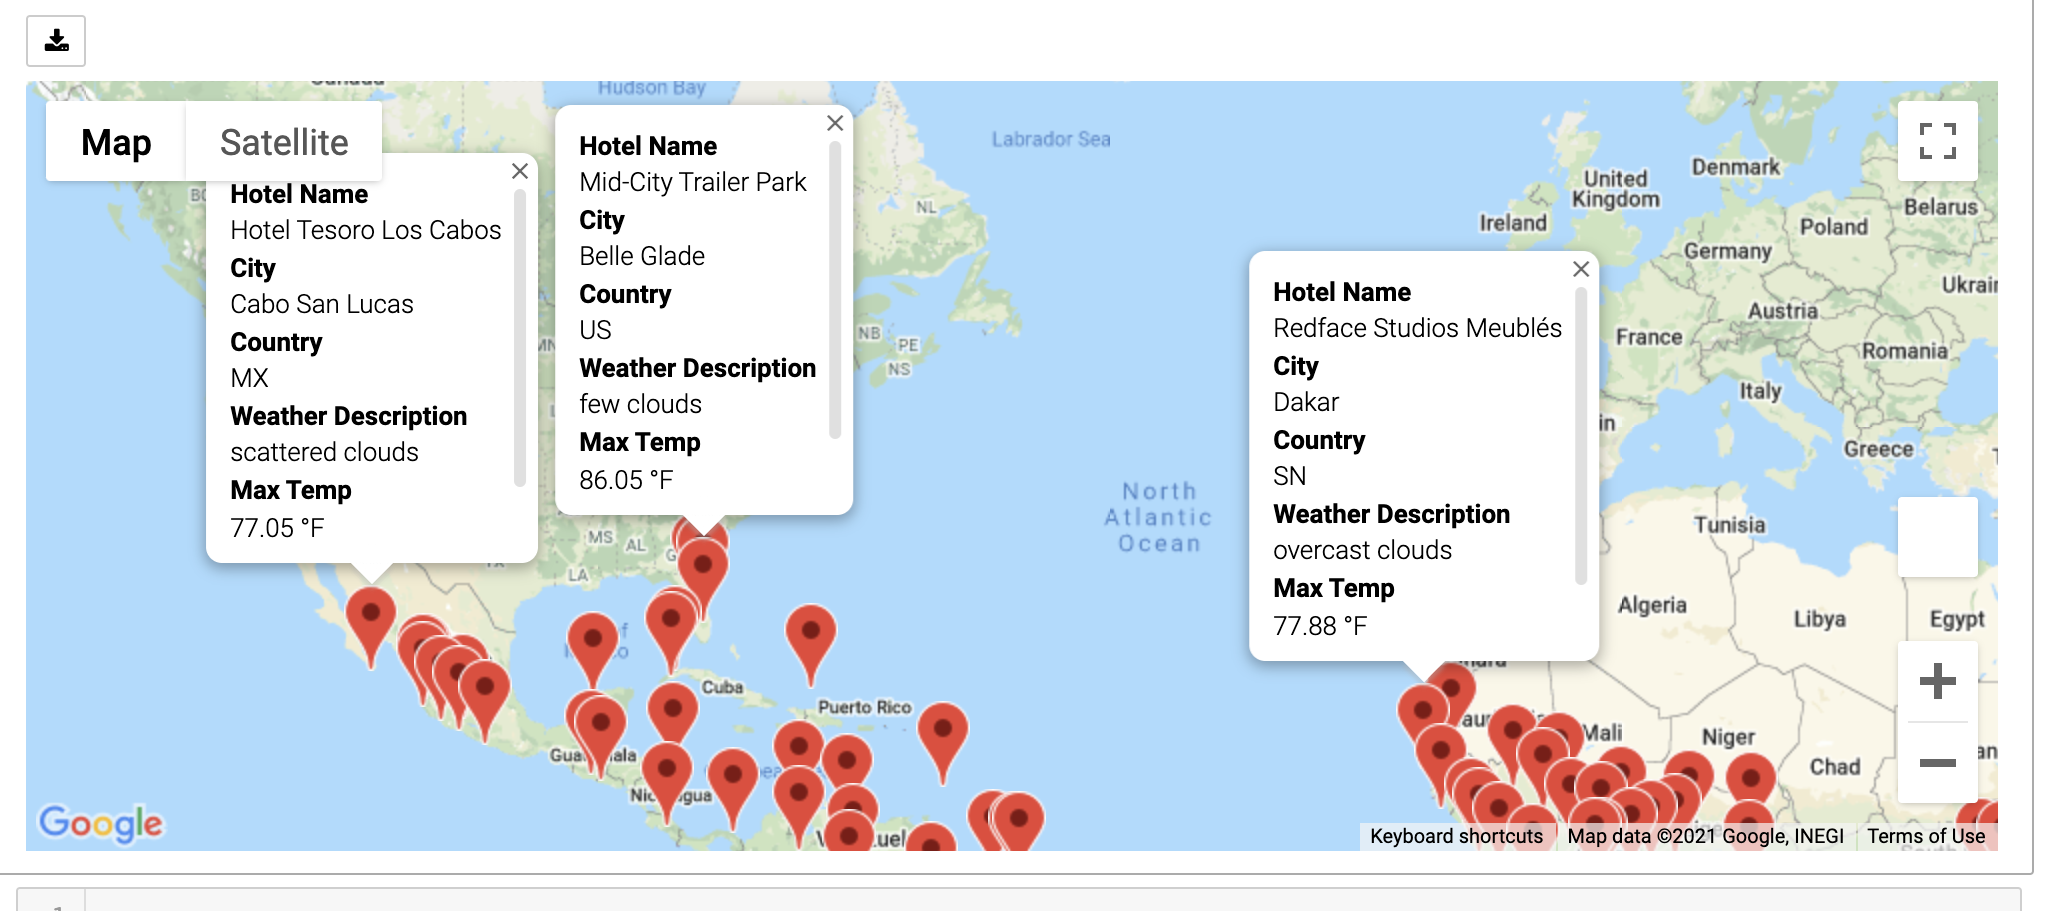 Map
Satellite
Hotel Name
Hotel Tesoro Los Cabos
City
Cabo San Lucas
Country
MX
Weather Description
scattered clouds
Max Temp
77.05 °F
Hotel Name
Mid-City Trailer Park
City
Belle Glade
Country
US
Weather Description
few clouds
Max Temp
86.05 °F
Hotel Name
Redface Studios Meublés
City
Dakar
Country
SN
Weather Description
overcast clouds
Max Temp
77.88 °F
Hudson Bay
Labrador Sea
NL
NB
PE
NS
MS
AL
LA
North
Atlantic
Ocean
Cuba
Puerto Rico
United
Kingdom
Ireland
Denmark
Belarus
Poland
Germany
Austria
France
Romania
Italy
Greece
Tunisia
Algeria
Libya
Egypt
Mali
Niger
Chad
Google
Keyboard shortcuts
Map data ©2021 Google, INEGI
Terms of Use
1